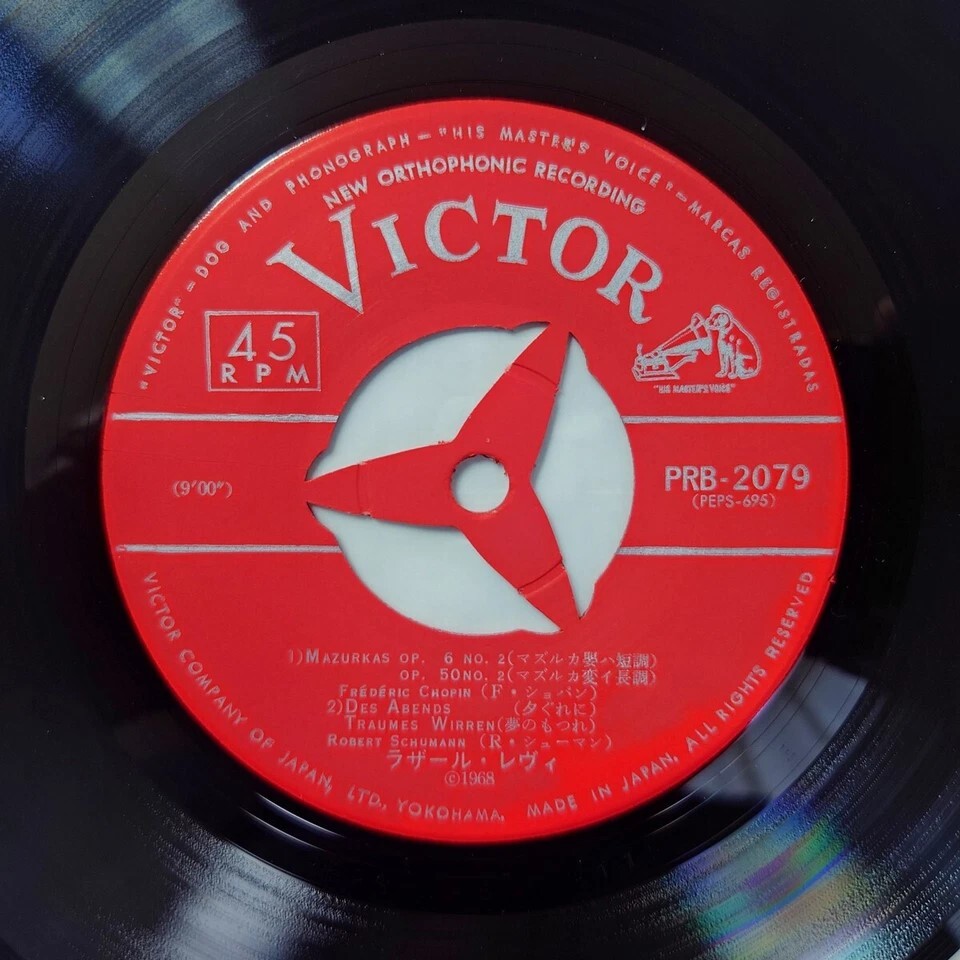 "VICTOR" – DOG AND PHONOGRAPH – "HIS MASTER'S VOICE" – MARCAS REGISTRADAS
NEW ORTHOPHONIC RECORDING
VICTOR
45
RPM
"HIS MASTER'S VOICE"
(9'00")
PRB-2079
(PEPS-695)
1) MAZURKAS OP. 6 NO. 2 (マズルカ嬰ハ短調)
OP. 50 NO. 2 (マズルカ変イ長調)
FRÉDÉRIC CHOPIN (F・ショパン)
2) DES ABENDS (夕ぐれに)
TRAUMES WIRREN (夢のもつれ)
ROBERT SCHUMANN (R・シューマン)
ラザール・レヴィ
©1968
VICTOR COMPANY OF JAPAN, LTD., YOKOHAMA, MADE IN JAPAN, ALL RIGHTS RESERVED